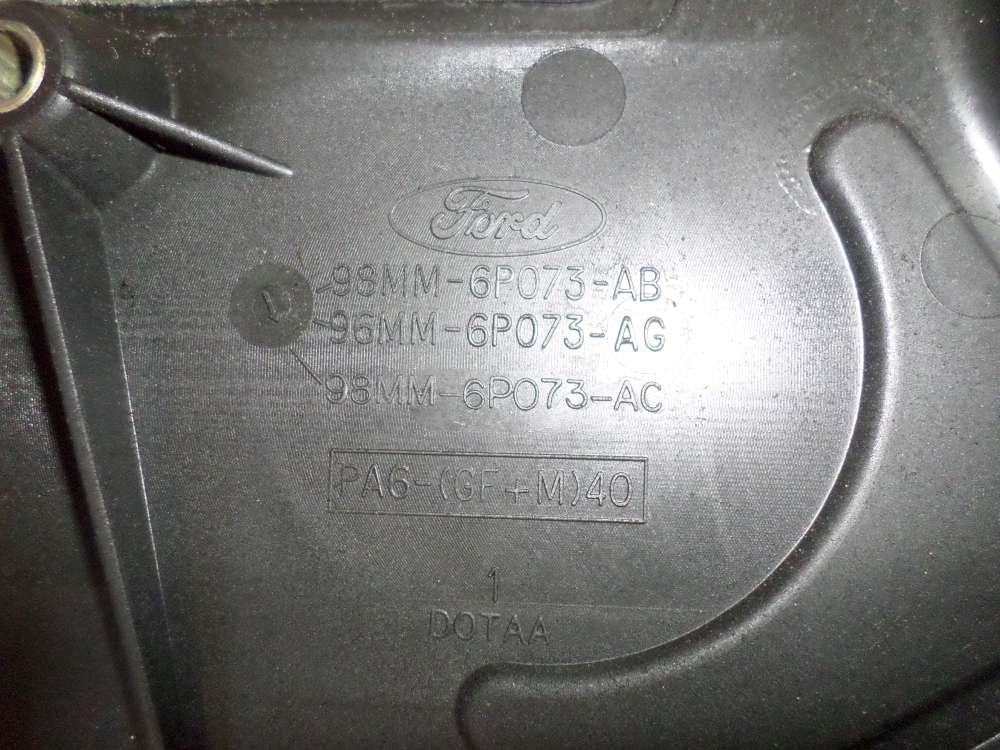 Ford
98MM-6P073-AB
96MM-6P073-AG
98MM-6P073-AC
PA6-(GF+M)40
1
DOTAA